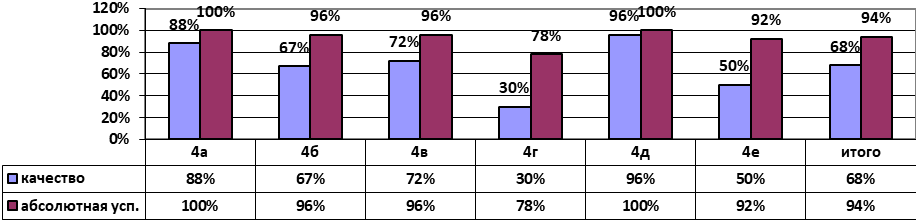 120%
100%
80%
60%
40%
20%
0%
88% 100% 67% 96% 72% 96% 30% 78% 96% 100% 50% 92% 68% 94%
4а 4б 4в 4г 4д 4е итого
качество 88% 67% 72% 30% 96% 50% 68%
абсолютная усп. 100% 96% 96% 78% 100% 92% 94%